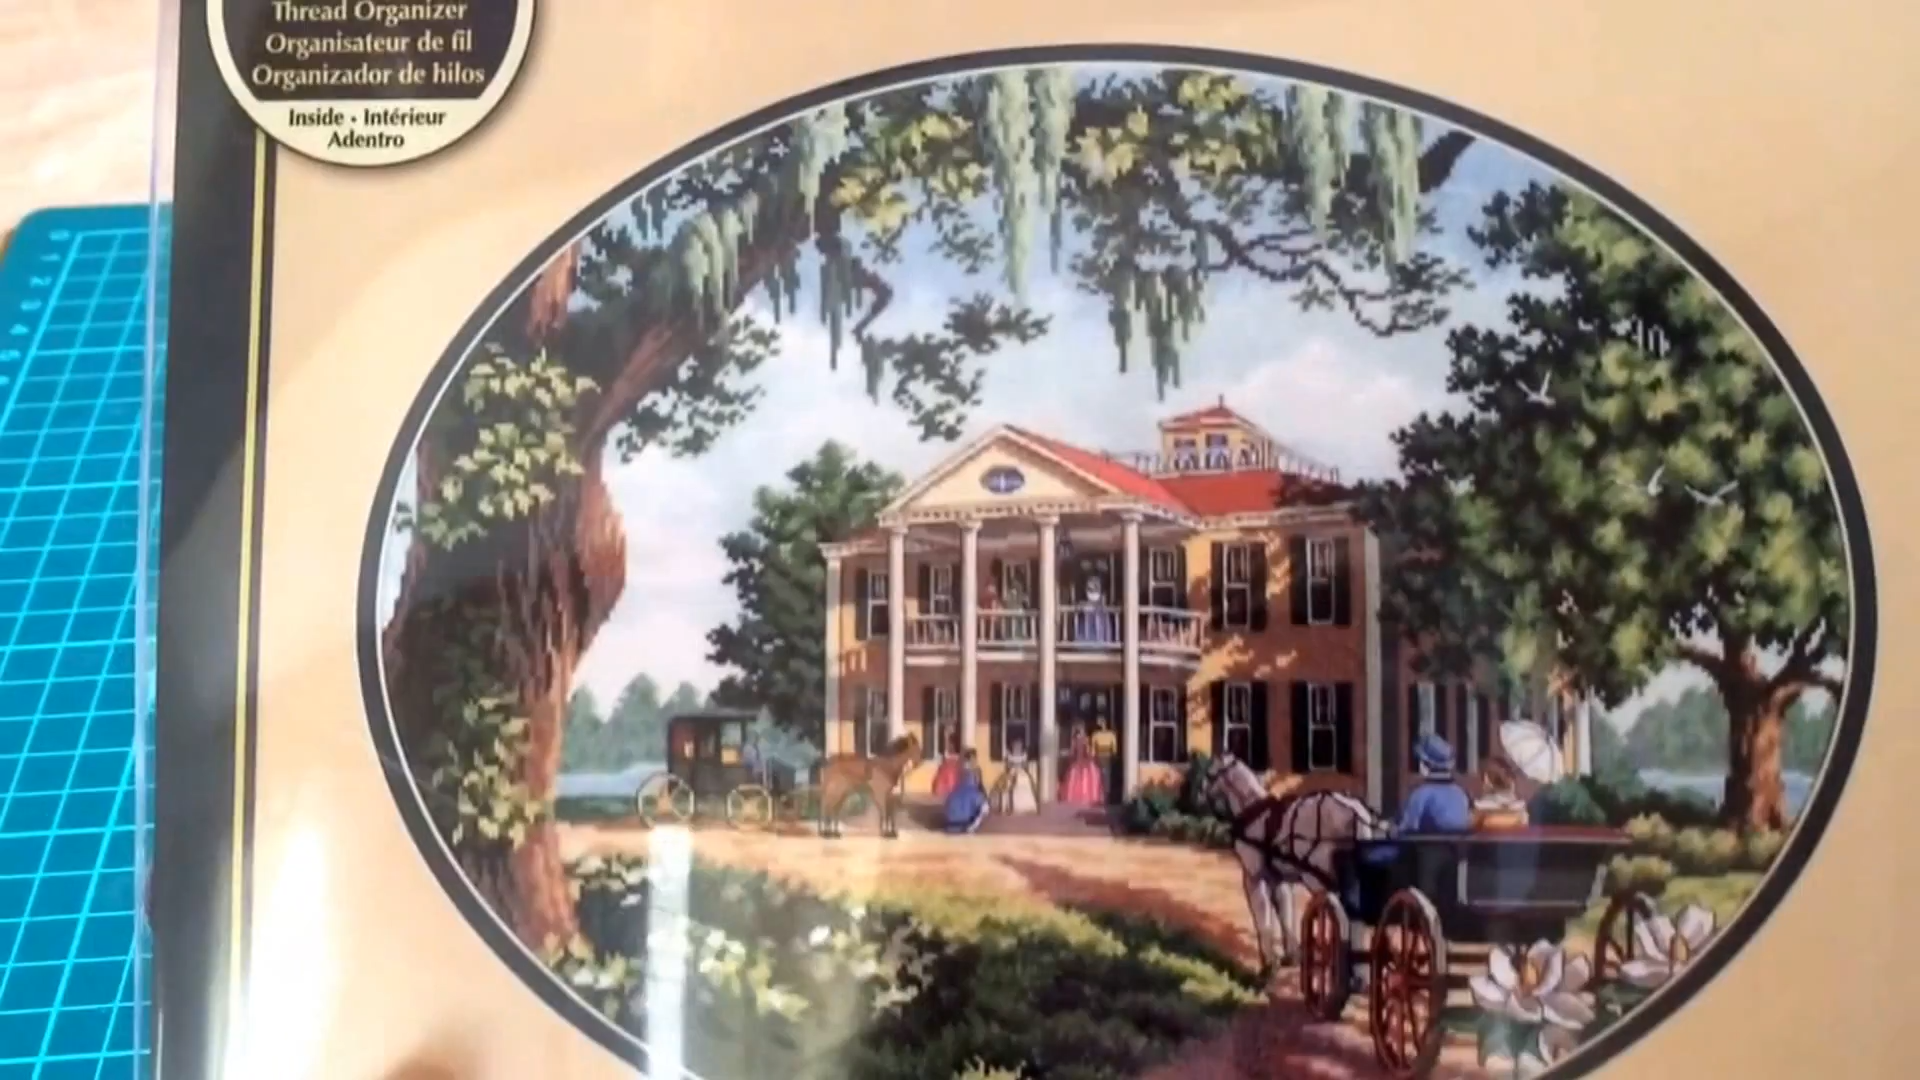 Thread Organizer
Organisateur de fil
Organizador de hilos
Inside • Intérieur
Adentro